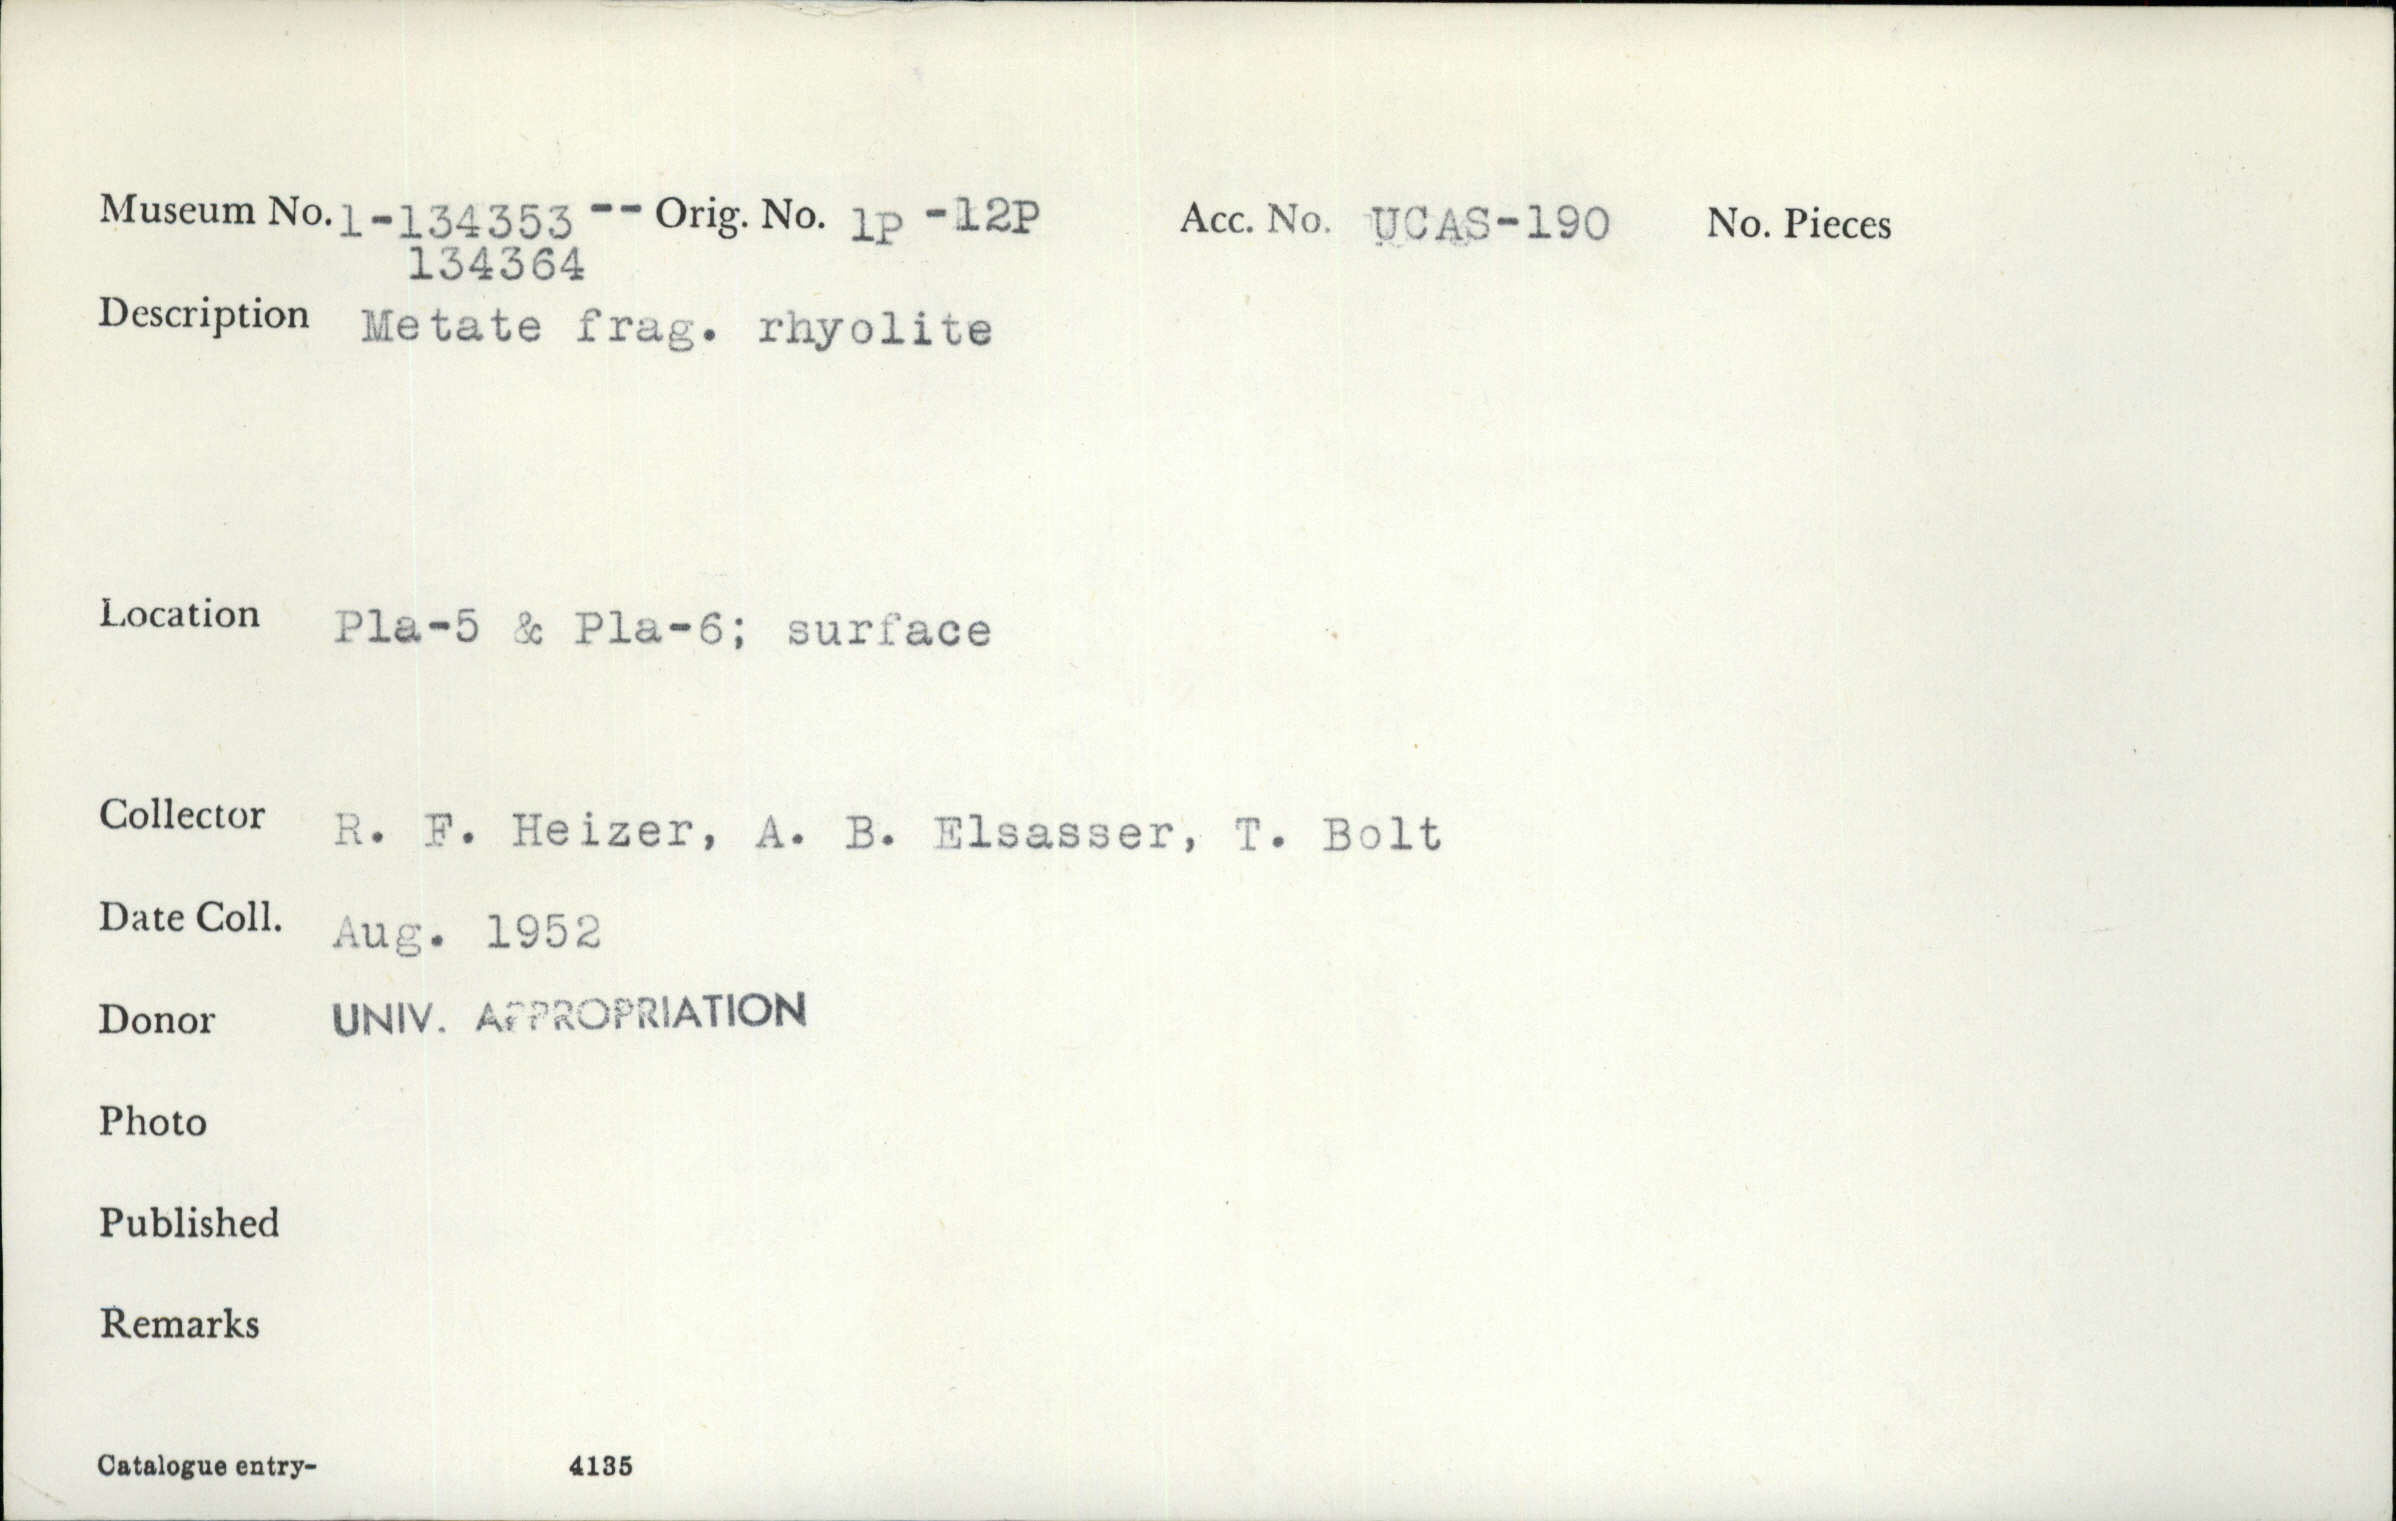 Museum No. 1-134353 -- Orig. No. 1P -12P Acc. No. UCAS-190 No. Pieces
134364
Description Metate frag. rhyolite
Location Pla-5 & Pla-6; surface
Collector R. F. Heizer, A. B. Elsasser, T. Bolt
Date Coll. Aug. 1952
Donor UNIV. APPROPRIATION
Photo
Published
Remarks
Catalogue entry- 4135